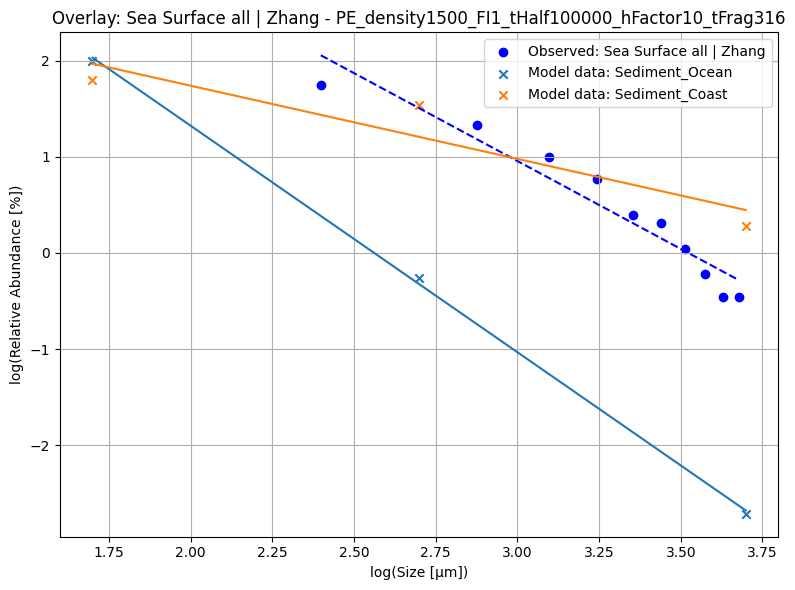 Overlay: Sea Surface all | Zhang - PE_density1500_FI1_tHalf100000_hFactor10_tFrag316
Observed: Sea Surface all | Zhang
Model data: Sediment_Ocean
Model data: Sediment_Coast
log(Relative Abundance [%])
2
1
0
−1
−2
1.75 2.00 2.25 2.50 2.75 3.00 3.25 3.50 3.75
log(Size [µm])